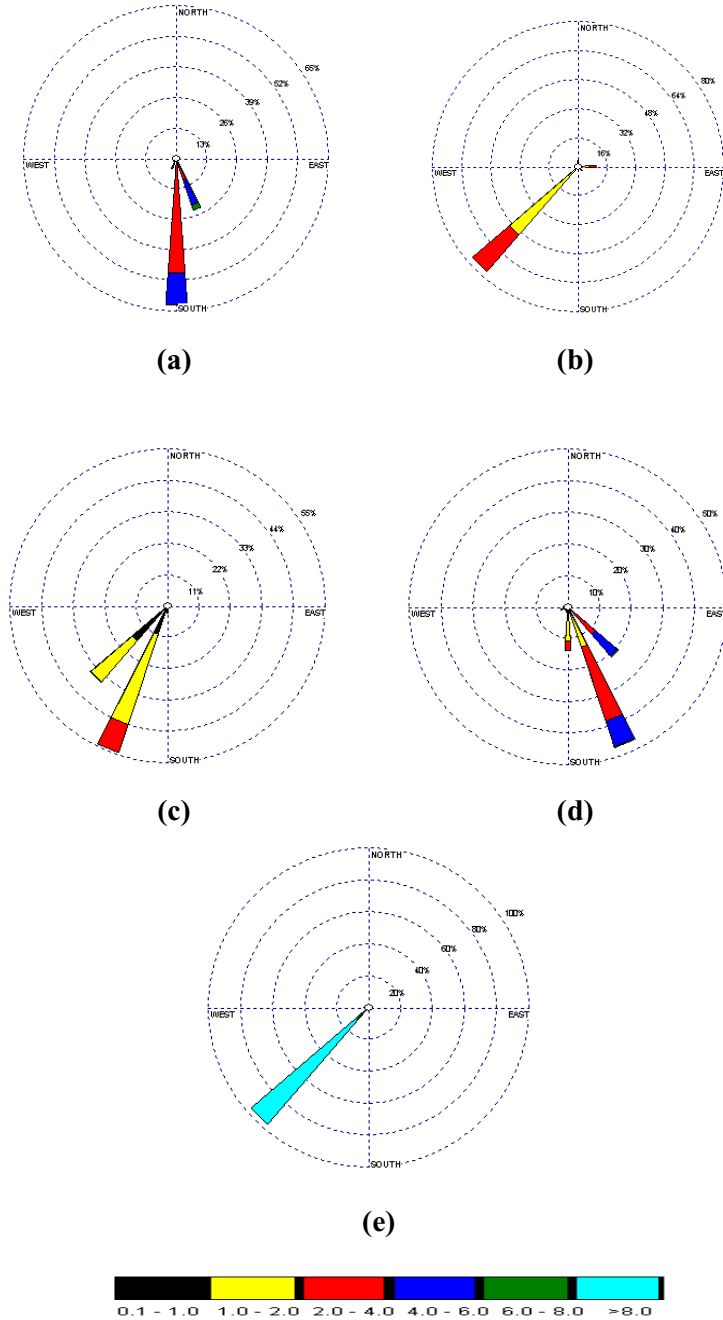 NORTH
65%
52%
39%
26%
13%
WEST
EAST
SOUTH
(a)
NORTH
80%
64%
48%
32%
16%
WEST
EAST
SOUTH
(b)
NORTH
55%
44%
33%
22%
11%
WEST
EAST
SOUTH
(c)
NORTH
50%
40%
30%
20%
10%
WEST
EAST
SOUTH
(d)
NORTH
100%
80%
60%
40%
20%
WEST
EAST
SOUTH
(e)
0.1 - 1.0 1.0 - 2.0 2.0 - 4.0 4.0 - 6.0 6.0 - 8.0 >8.0